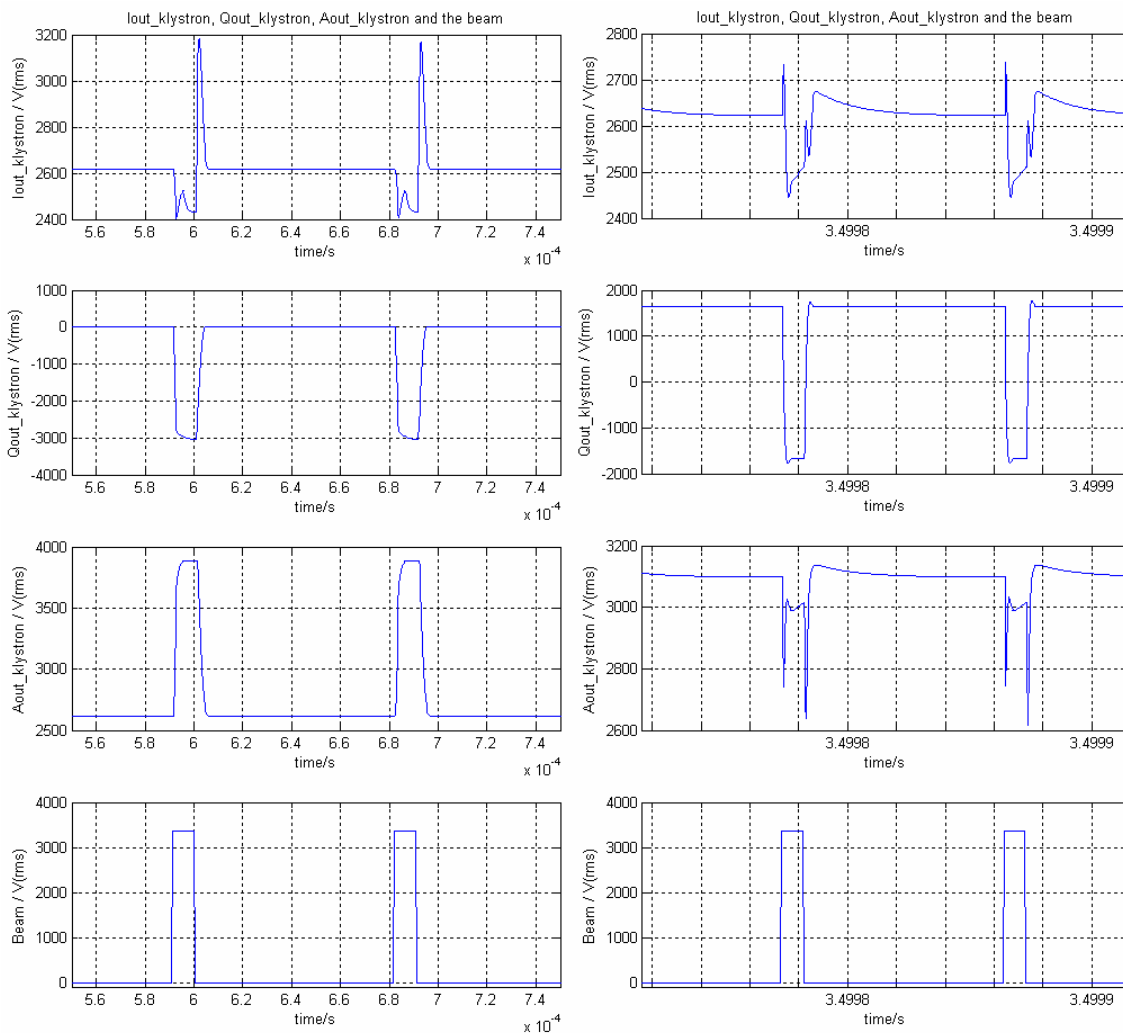 Iout_klystron, Qout_klystron, Aout_klystron and the beam
Iout_klystron / V(rms)
3200
3000
2800
2600
2400
5.6 5.8 6 6.2 6.4 6.6 6.8 7 7.2 7.4
time/s
x 10-4
Qout_klystron / V(rms)
1000
0
-1000
-2000
-3000
-4000
5.6 5.8 6 6.2 6.4 6.6 6.8 7 7.2 7.4
time/s
x 10-4
Aout_klystron / V(rms)
4000
3500
3000
2500
5.6 5.8 6 6.2 6.4 6.6 6.8 7 7.2 7.4
time/s
x 10-4
Beam / V(rms)
4000
3000
2000
1000
0
5.6 5.8 6 6.2 6.4 6.6 6.8 7 7.2 7.4
time/s
x 10-4
Iout_klystron, Qout_klystron, Aout_klystron and the beam
Iout_klystron / V(rms)
2800
2700
2600
2500
2400
3.4998 3.4999
time/s
Qout_klystron / V(rms)
2000
1000
0
-1000
-2000
3.4998 3.4999
time/s
Aout_klystron / V(rms)
3200
3000
2800
2600
3.4998 3.4999
time/s
Beam / V(rms)
4000
3000
2000
1000
0
3.4998 3.4999
time/s